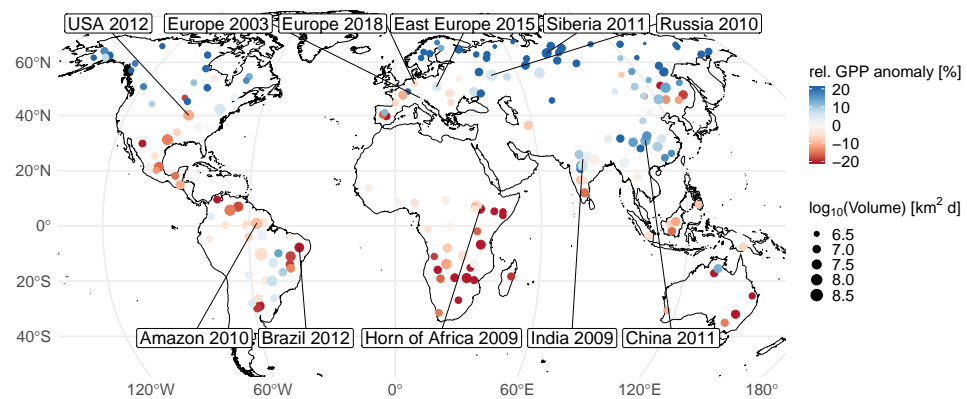 USA 2012
Europe 2003
Europe 2018
East Europe 2015
Siberia 2011
Russia 2010
60°N
40°N
20°N
0°
20°S
40°S
Amazon 2010
Brazil 2012
Horn of Africa 2009
India 2009
China 2011
120°W
60°W
0°
60°E
120°E
180°
rel. GPP anomaly [%]
20
10
0
−10
−20
log₁₀(Volume) [km² d]
6.5
7.0
7.5
8.0
8.5